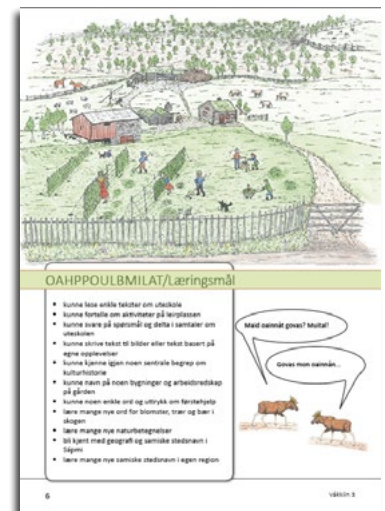 OAHPPOULBMILAT/Læringsmål
• kunne lese enkle tekster om uteskole
• kunne fortelle om aktiviteter på leirplassen
• kunne svare på spørsmål og delta i samtaler om
uteskolen
• kunne skrive tekst til bilder eller tekst basert på
egne opplevelser
• kunne kjenne igjen noen sentrale begrep om
kulturhistorie
• kunne navn på noen bygninger og arbeidsredskap
på gården
• kunne noen enkle ord og uttrykk om førstehjelp
• lære mange nye ord for blomster, trær og bær i
skogen
• lære mange nye naturbetegnelser
• bli kjent med geografi og samiske stedsnavn i
Sápmi
• lære mange nye samiske stedsnavn i egen region
Maid oainnát govas? Muital!
Govas mon oainnán...
6
Váikkiin 3